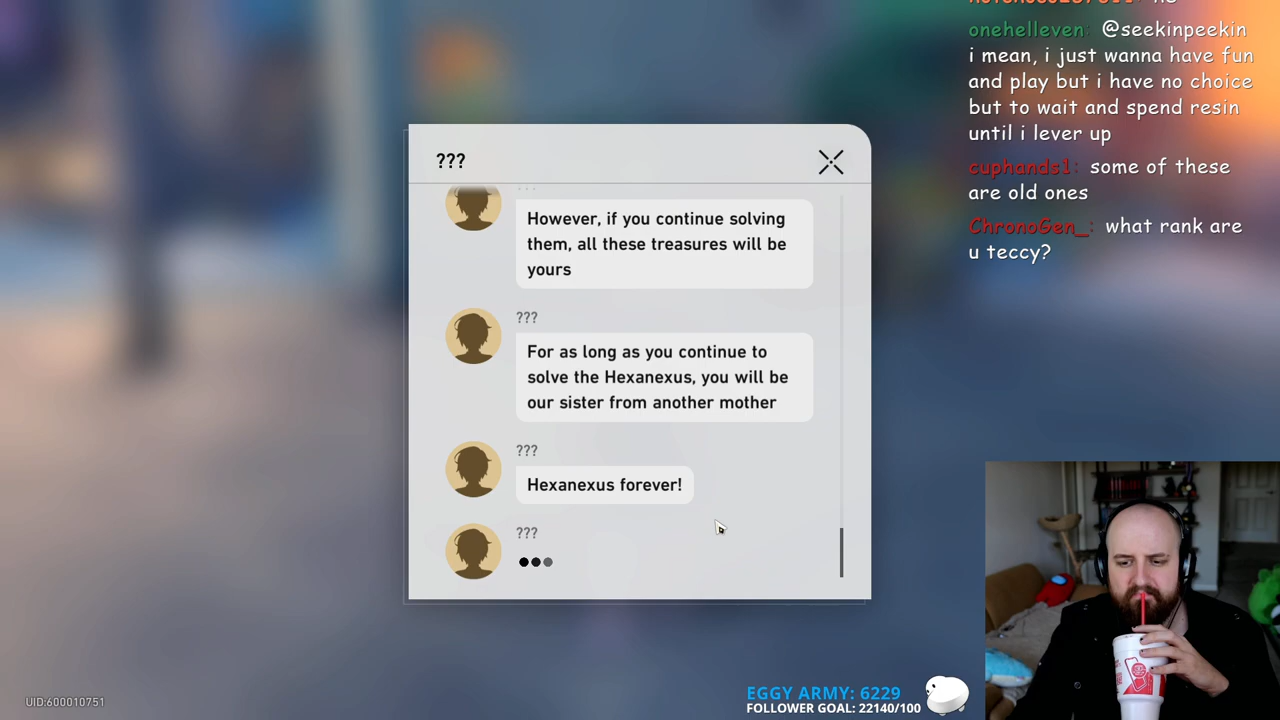 ???
However, if you continue solving
them, all these treasures will be
yours
???
For as long as you continue to
solve the Hexanexus, you will be
our sister from another mother
???
Hexanexus forever!
???
onehelleven: @seekinpeekin
i mean, i just wanna have fun
and play but i have no choice
but to wait and spend resin
until i lever up
cuphands1: some of these
are old ones
ChronoGen_: what rank are
u teccy?
EGGY ARMY: 6229
FOLLOWER GOAL: 22140/100
UID:600010751